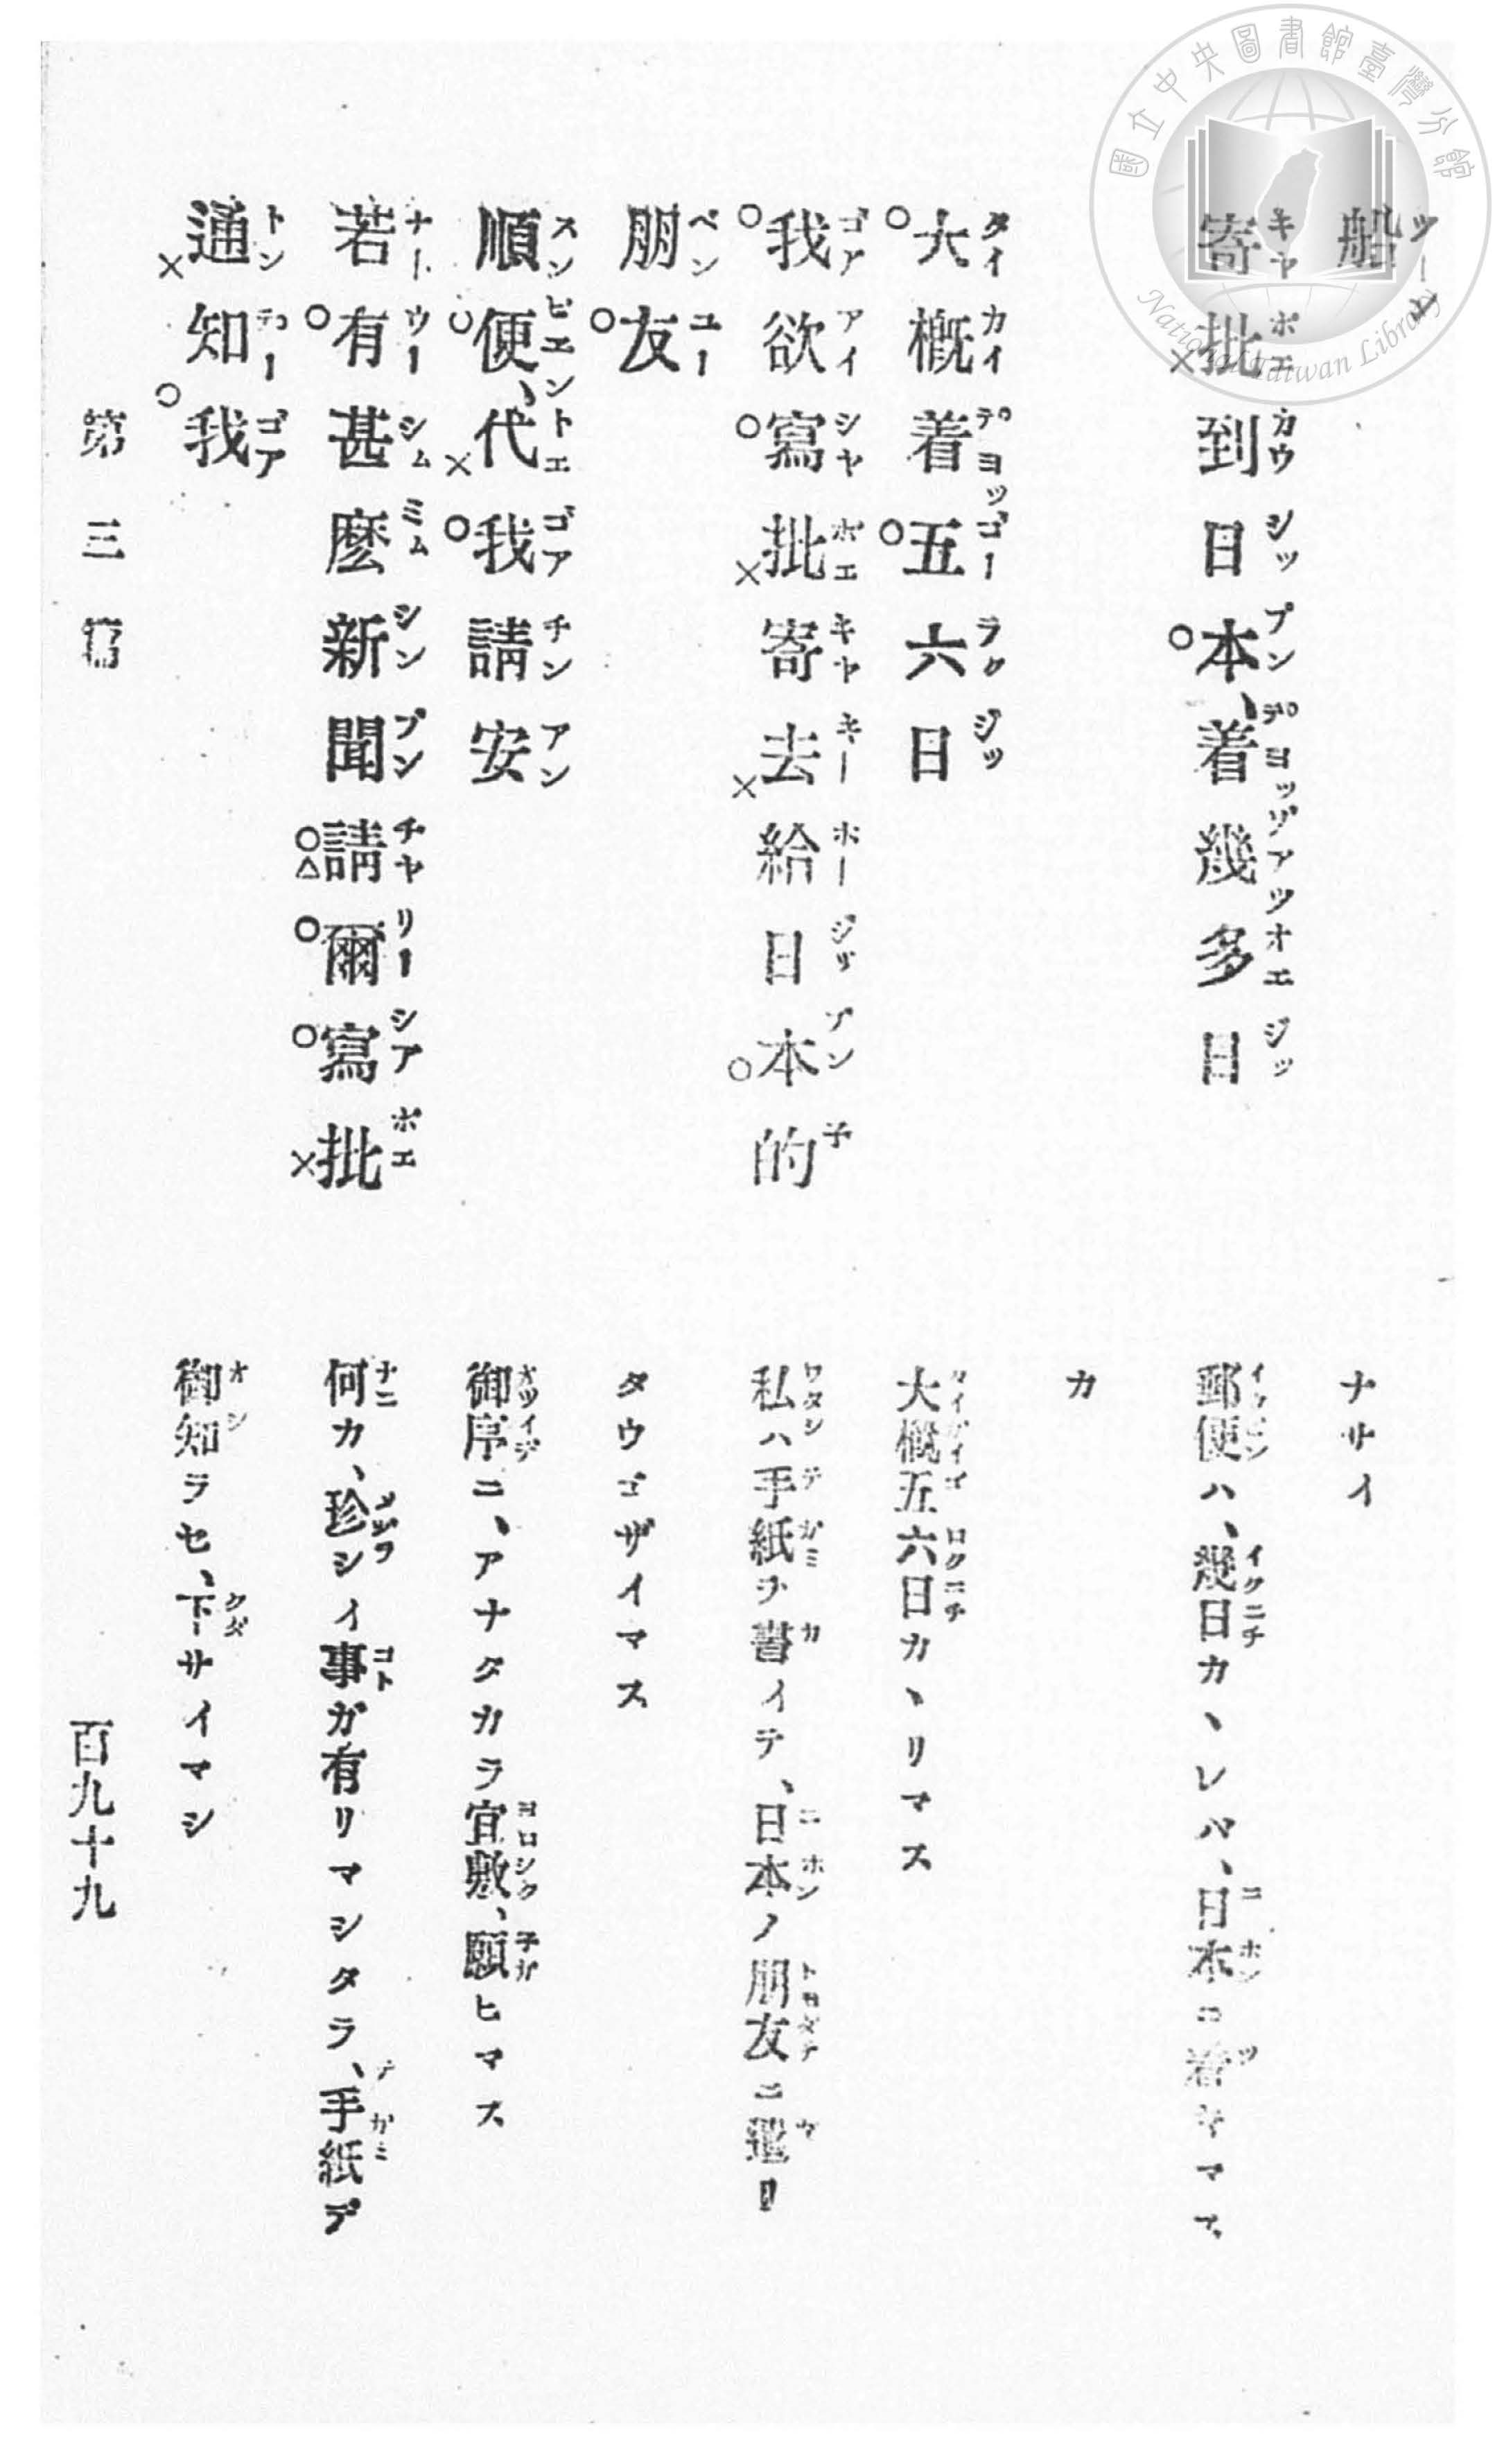 國立中央圖書館臺灣分館
National Taiwan Library
船
寄批到日本、着幾多日
大概着五六日
我欲寫批寄去給日本的
朋友
順便、代我請安
若有甚麽新聞請爾寫批
通知我
ナサイ
郵便ハ、幾日カヽレバ、日本ニ着キマス
カ
大概五六日カヽリマス
私ハ手紙ヲ書イテ、日本ノ朋友ニ遣リ
タウゴザイマス
御序ニ、アナタカラ宜敷、願ヒマス
何カ、珍シイ事ガ有リマシタラ、手紙デ
御知ラセ、下サイマシ
第三篇
百九十九